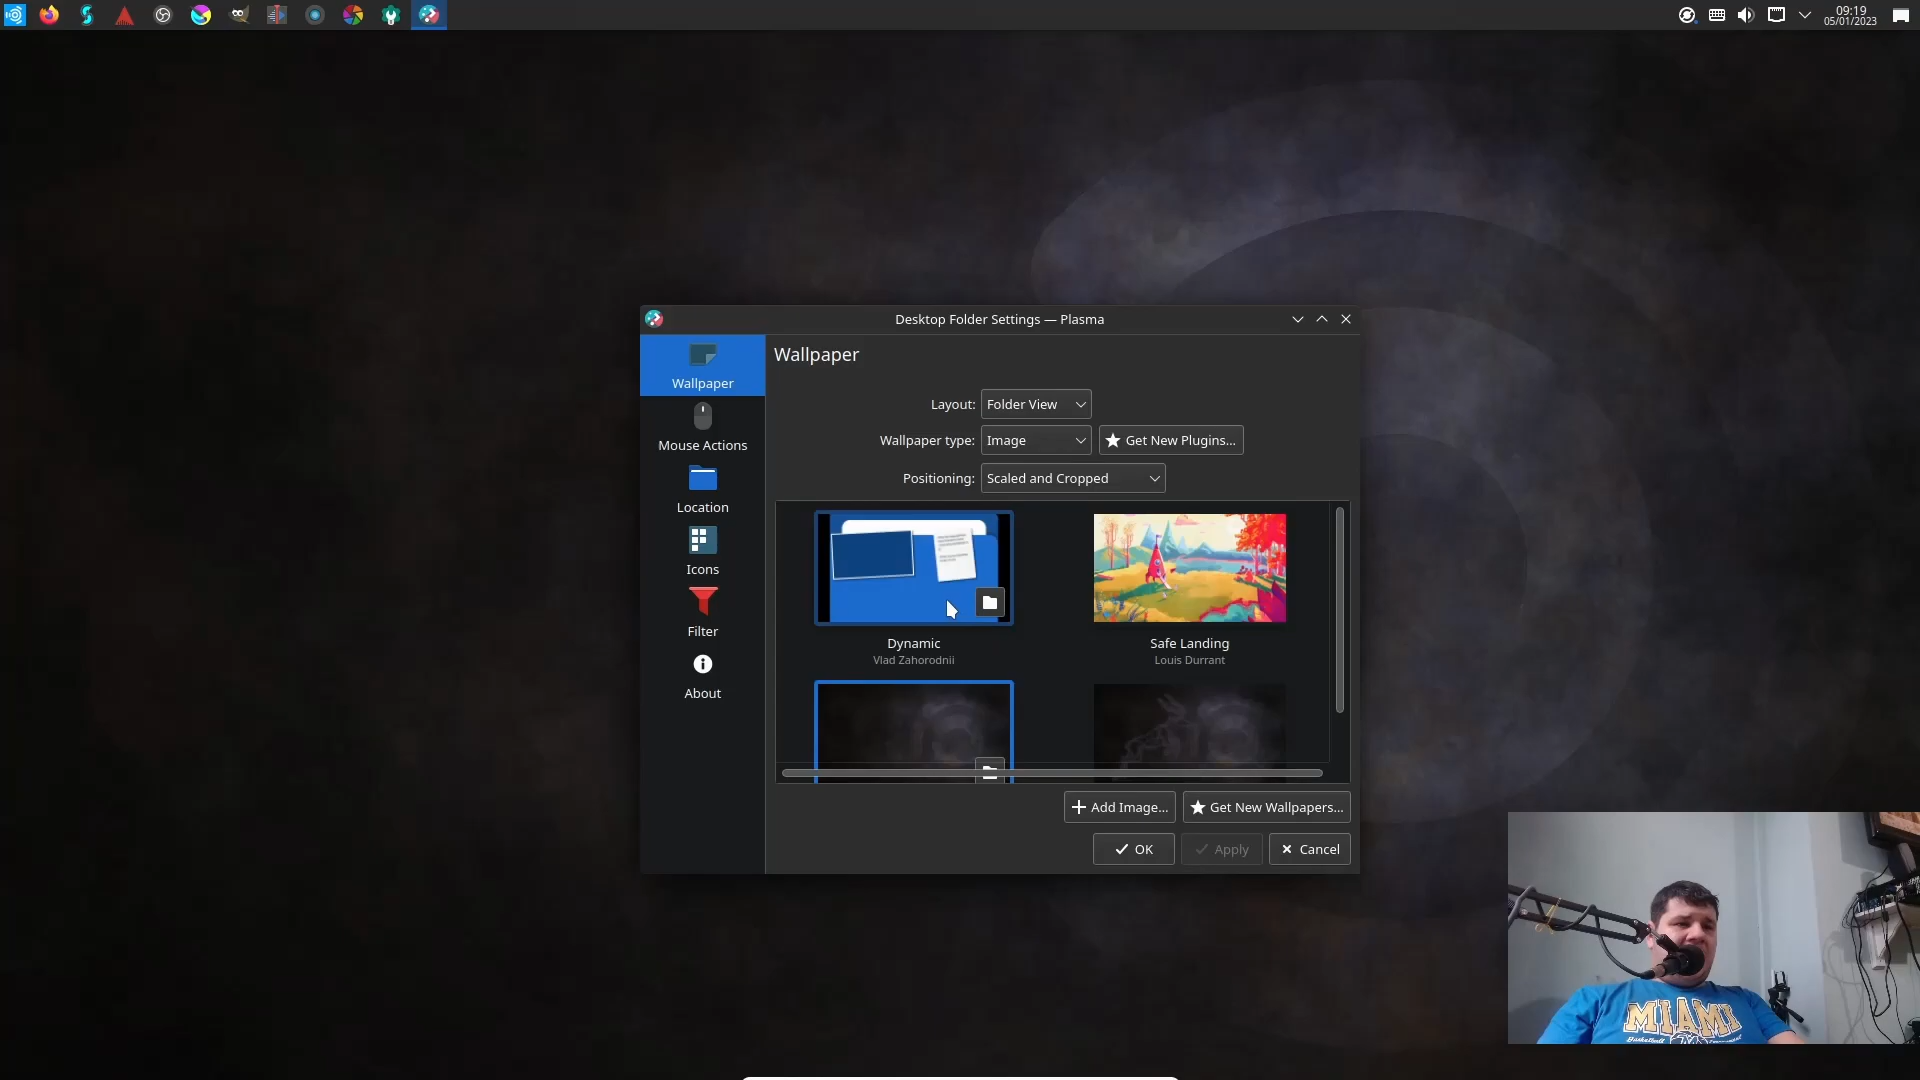 09:19
05/01/2023
Desktop Folder Settings — Plasma
Wallpaper
Mouse Actions
Location
Icons
Filter
About
Wallpaper
Layout: Folder View
Wallpaper type: Image Get New Plugins...
Positioning: Scaled and Cropped
Dynamic
Vlad Zahorodnii
Safe Landing
Louis Durrant
Add Image... Get New Wallpapers...
OK Apply Cancel
MIAMI
Basketball